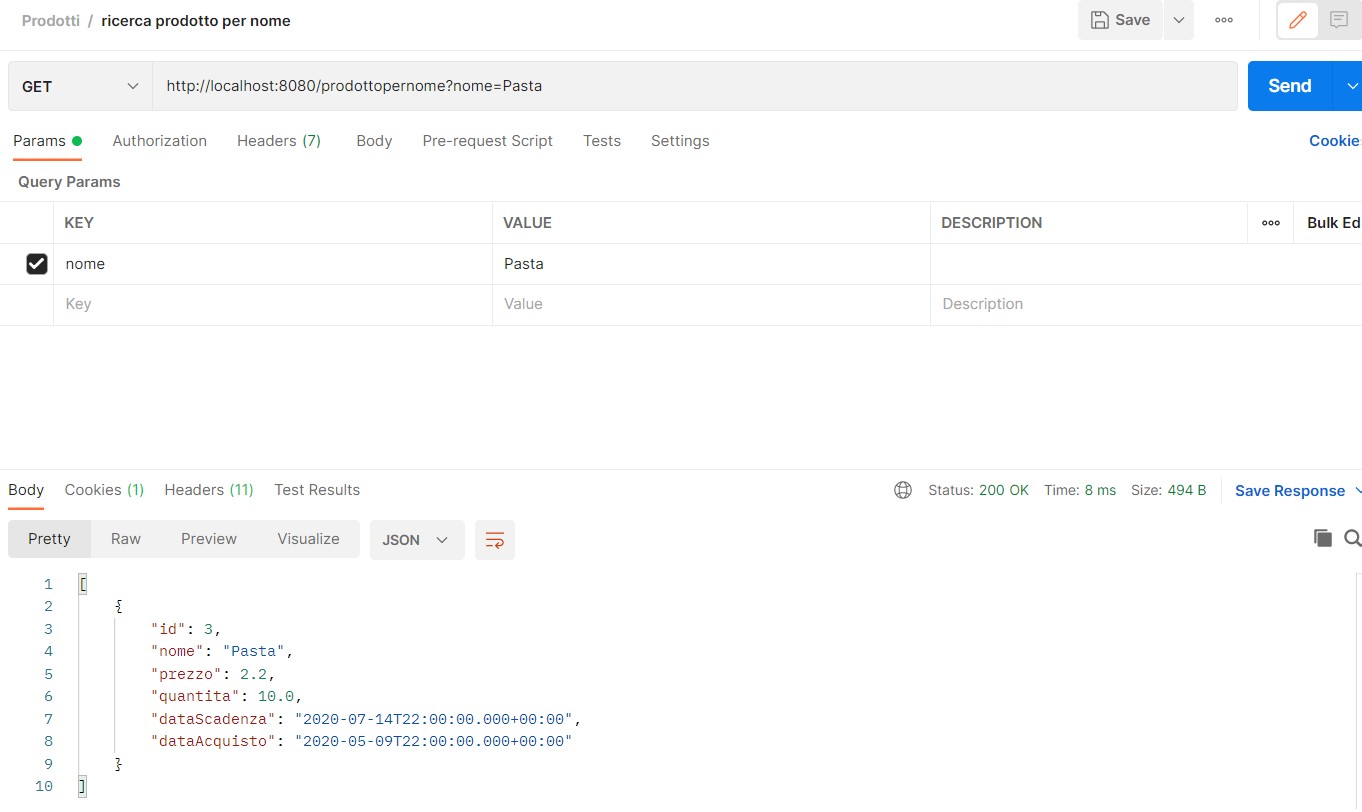 Prodotti / ricerca prodotto per nome
Save
GET
http://localhost:8080/prodottopernome?nome=Pasta
Send
Params Authorization Headers (7) Body Pre-request Script Tests Settings Cookie
Query Params
KEY VALUE DESCRIPTION Bulk Ed
nome Pasta
Key Value Description
Body Cookies (1) Headers (11) Test Results Status: 200 OK Time: 8 ms Size: 494 B Save Response
Pretty Raw Preview Visualize JSON
1 [
2 {
3 "id": 3,
4 "nome": "Pasta",
5 "prezzo": 2.2,
6 "quantita": 10.0,
7 "dataScadenza": "2020-07-14T22:00:00.000+00:00",
8 "dataAcquisto": "2020-05-09T22:00:00.000+00:00"
9 }
10 ]